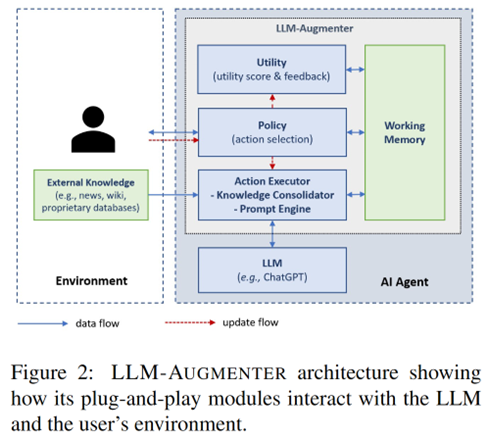 LLM-Augmenter
Utility
(utility score & feedback)
Policy
(action selection)
Working
Memory
External Knowledge
(e.g., news, wiki,
proprietary databases)
Action Executor
- Knowledge Consolidator
- Prompt Engine
LLM
(e.g., ChatGPT)
Environment
AI Agent
data flow
update flow
Figure 2: LLM-AUGMENTER architecture showing
how its plug-and-play modules interact with the LLM
and the user's environment.